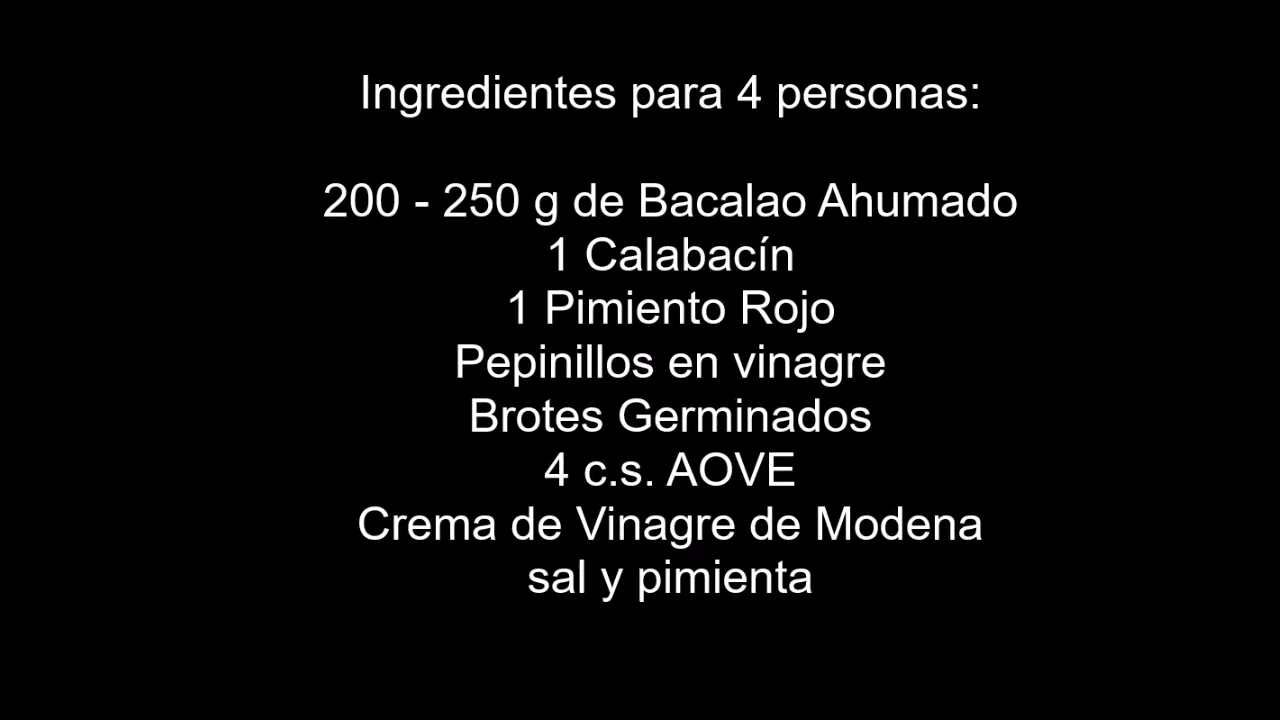 Ingredientes para 4 personas:
200 - 250 g de Bacalao Ahumado
1 Calabacín
1 Pimiento Rojo
Pepinillos en vinagre
Brotes Germinados
4 c.s. AOVE
Crema de Vinagre de Modena
sal y pimienta